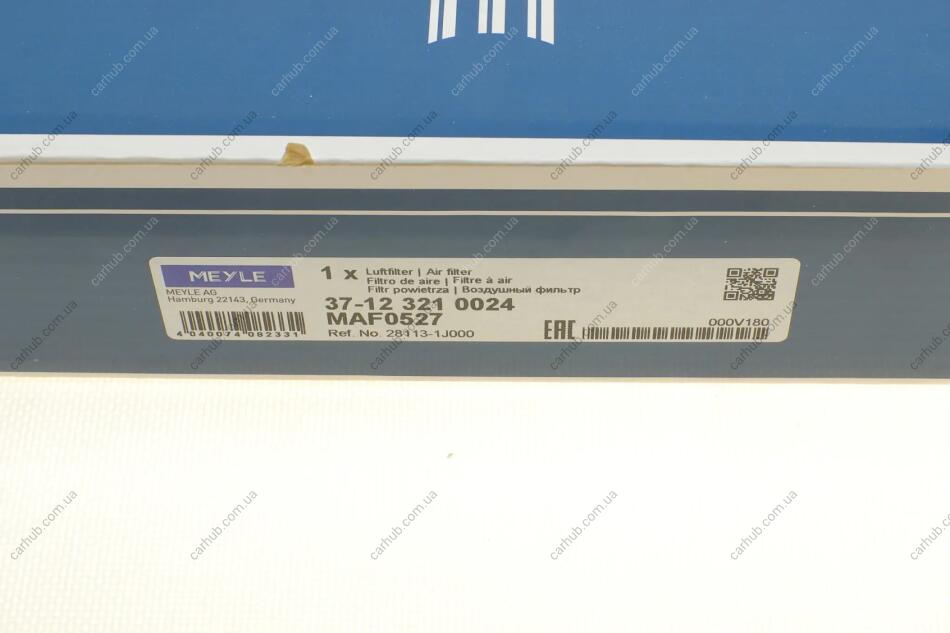 MEYLE
MEYLE AG
Hamburg 22143, Germany
4 040074 082331
1 x Luftfilter | Air filter
Filtro de aire | Filtre à air
Filtr powietrza | Воздушный фильтр
37-12 321 0024
MAF0527
Ref. No. 28113-1J000
EAC
000V180
carhub.com.ua